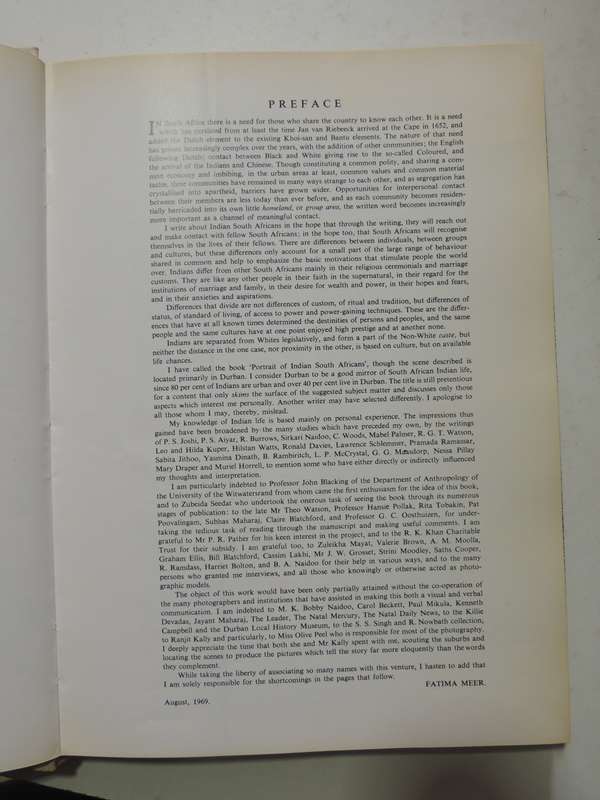 PREFACE
IN South Africa there is a need for those who share the country to know each other. It is a need
which has existed from at least the time Jan van Riebeeck arrived at the Cape in 1652, and
added the Dutch element to the existing Khoi-san and Bantu elements. The nature of that need
has grown increasingly complex over the years, with the addition of other communities; the English
following Dutch; contact between Black and White giving rise to the so-called Coloured, and
the arrival of the Indians and Chinese. Though constituting a common polity, and sharing a com-
mon economy and imbibing, in the urban areas at least, common values and common material
tastes, these communities have remained in many ways strange to each other, and as segregation has
crystallised into apartheid, barriers have grown wider. Opportunities for interpersonal contact
between their members are less today than ever before, and as each community becomes residen-
tially barricaded into its own little homeland, or group area, the written word becomes increasingly
more important as a channel of meaningful contact.
I write about Indian South Africans in the hope that through the writing, they will reach out
and make contact with fellow South Africans; in the hope too, that South Africans will recognise
themselves in the lives of their fellows. There are differences between individuals, between groups
and cultures, but these differences only account for a small part of the large range of behaviour
shared in common and help to emphasize the basic motivations that stimulate people the world
over. Indians differ from other South Africans mainly in their religious ceremonials and marriage
customs. They are like any other people in their faith in the supernatural, in their regard for the
institutions of marriage and family, in their desire for wealth and power, in their hopes and fears,
and in their anxieties and aspirations.
Differences that divide are not differences of custom, of ritual and tradition, but differences of
status, of standard of living, of access to power and power-gaining techniques. These are the differ-
ences that have at all known times determined the destinities of persons and peoples, and the same
people and the same cultures have at one point enjoyed high prestige and at another none.
Indians are separated from Whites legislatively, and form a part of the Non-White caste, but
neither the distance in the one case, nor proximity in the other, is based on culture, but on available
life chances.
I have called the book 'Portrait of Indian South Africans', though the scene described is
located primarily in Durban. I consider Durban to be a good mirror of South African Indian life,
since 80 per cent of Indians are urban and over 40 per cent live in Durban. The title is still pretentious
for a content that only skims the surface of the suggested subject matter and discusses only those
aspects which interest me personally. Another writer may have selected differently. I apologise to
all those whom I may, thereby, mislead.
My knowledge of Indian life is based mainly on personal experience. The impressions thus
gained have been broadened by the many studies which have preceded my own, by the writings
of P. S. Joshi, P. S. Aiyar, R. Burrows, Sirkari Naidoo, C. Woods, Mabel Palmer, R. G. T. Watson,
Leo and Hilda Kuper, Hilstan Watts, Ronald Davies, Lawrence Schlemmer, Pramada Ramasar,
Sabita Jithoo, Yasmina Dinath, B. Rambiritch, L. P. McCrystal, G. G. Maasdorp, Nessa Pillay
Mary Draper and Muriel Horrell, to mention some who have either directly or indirectly influenced
my thoughts and interpretation.
I am particularly indebted to Professor John Blacking of the Department of Anthropology of
the University of the Witwatersrand from whom came the first enthusiasm for the idea of this book,
and to Zubeida Seedat who undertook the onerous task of seeing the book through its numerous
stages of publication: to the late Mr Theo Watson, Professor Hansie Pollak, Rita Tobakin, Pat
Poovalingam, Subhas Maharaj, Claire Blatchford, and Professor G. C. Oosthuizen, for under-
taking the tedious task of reading through the manuscript and making useful comments. I am
grateful to Mr P. R. Pather for his keen interest in the project, and to the R. K. Khan Charitable
Trust for their subsidy. I am grateful too, to Zuleikha Mayat, Valerie Brown, A. M. Moolla,
Graham Ellis, Bill Blatchford, Cassim Lakhi, Mr J. W. Grosset, Strini Moodley, Saths Cooper,
R. Ramdass, Harriet Bolton, and B. A. Naidoo for their help in various ways, and to the many
persons who granted me interviews, and all those who knowingly or otherwise acted as photo-
graphic models.
The object of this work would have been only partially attained without the co-operation of
the many photographers and institutions that have assisted in making this both a visual and verbal
communication. I am indebted to M. K. Bobby Naidoo, Carol Beckett, Paul Mikula, Kenneth
Devadas, Jayant Maharaj, The Leader, The Natal Mercury, The Natal Daily News, to the Killie
Campbell and the Durban Local History Museum, to the S. S. Singh and R. Nowbath collection,
to Ranjit Kally and particularly, to Miss Olive Peel who is responsible for most of the photography.
I deeply appreciate the time that both she and Mr Kally spent with me, scouting the suburbs and
locating the scenes to produce the pictures which tell the story far more eloquently than the words
they complement.
While taking the liberty of associating so many names with this venture, I hasten to add that
I am solely responsible for the shortcomings in the pages that follow.
FATIMA MEER.
August, 1969.